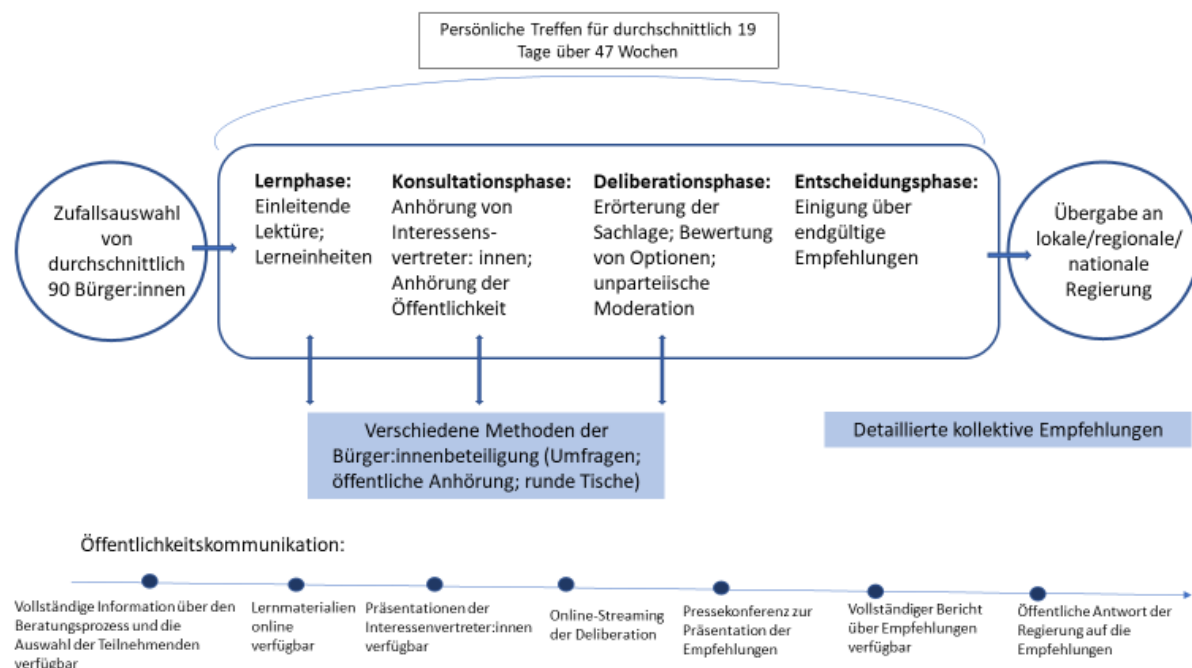 Persönliche Treffen für durchschnittlich 19
Tage über 47 Wochen
Zufallsauswahl
von
durchschnittlich
90 Bürger:innen
Lernphase:
Einleitende
Lektüre;
Lerneinheiten
Konsultationsphase:
Anhörung von
Interessens-
vertreter: innen;
Anhörung der
Öffentlichkeit
Deliberationsphase:
Erörterung der
Sachlage; Bewertung
von Optionen;
unparteiische
Moderation
Entscheidungsphase:
Einigung über
endgültige
Empfehlungen
Übergabe an
lokale/regionale/
nationale
Regierung
Verschiedene Methoden der
Bürger:innenbeteiligung (Umfragen;
öffentliche Anhörung; runde Tische)
Detaillierte kollektive Empfehlungen
Öffentlichkeitskommunikation:
Vollständige Information über den
Beratungsprozess und die
Auswahl der Teilnehmenden
verfügbar
Lernmaterialien
online
verfügbar
Präsentationen der
Interessenvertreter:innen
verfügbar
Online-Streaming
der Deliberation
Pressekonferenz zur
Präsentation der
Empfehlungen
Vollständiger Bericht
über Empfehlungen
verfügbar
Öffentliche Antwort der
Regierung auf die
Empfehlungen